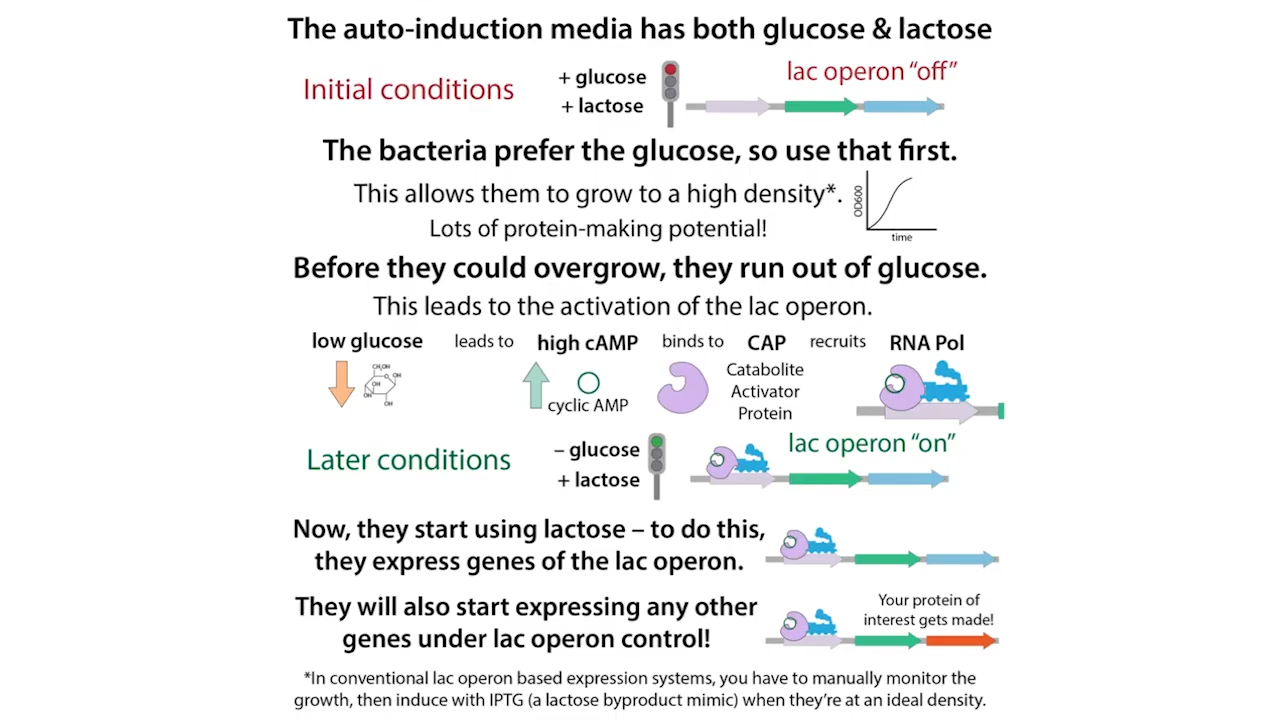 The auto-induction media has both glucose & lactose
Initial conditions
+ glucose
+ lactose
lac operon “off”
The bacteria prefer the glucose, so use that first.
This allows them to grow to a high density*.
Lots of protein-making potential!
OD600
time
Before they could overgrow, they run out of glucose.
This leads to the activation of the lac operon.
low glucose leads to high cAMP binds to CAP recruits RNA Pol
CH₂OH
O
OH
OH
OH
OH
cyclic AMP
Catabolite
Activator
Protein
Later conditions
– glucose
+ lactose
lac operon “on”
Now, they start using lactose – to do this,
they express genes of the lac operon.
They will also start expressing any other
genes under lac operon control!
Your protein of
interest gets made!
*In conventional lac operon based expression systems, you have to manually monitor the
growth, then induce with IPTG (a lactose byproduct mimic) when they’re at an ideal density.